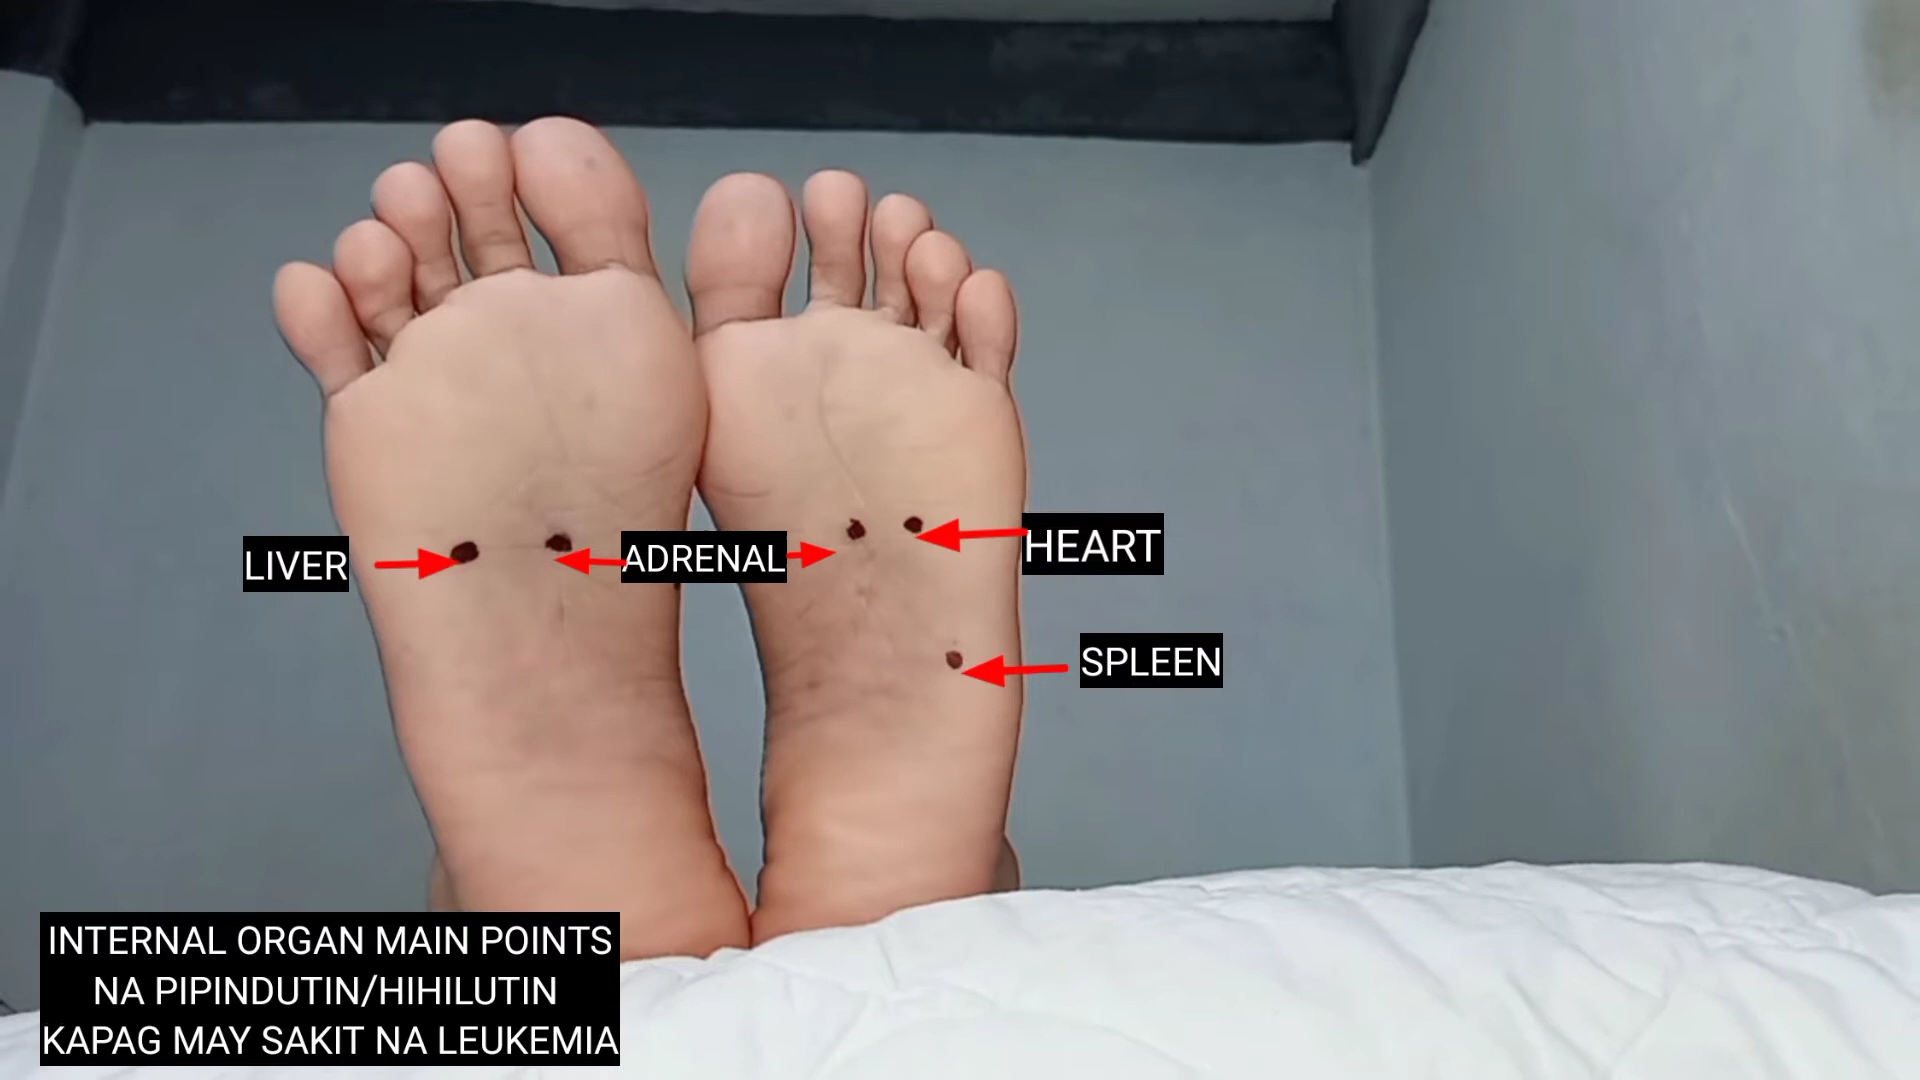 LIVER
ADRENAL
HEART
SPLEEN
INTERNAL ORGAN MAIN POINTS
NA PIPINDUTIN/HIHILUTIN
KAPAG MAY SAKIT NA LEUKEMIA